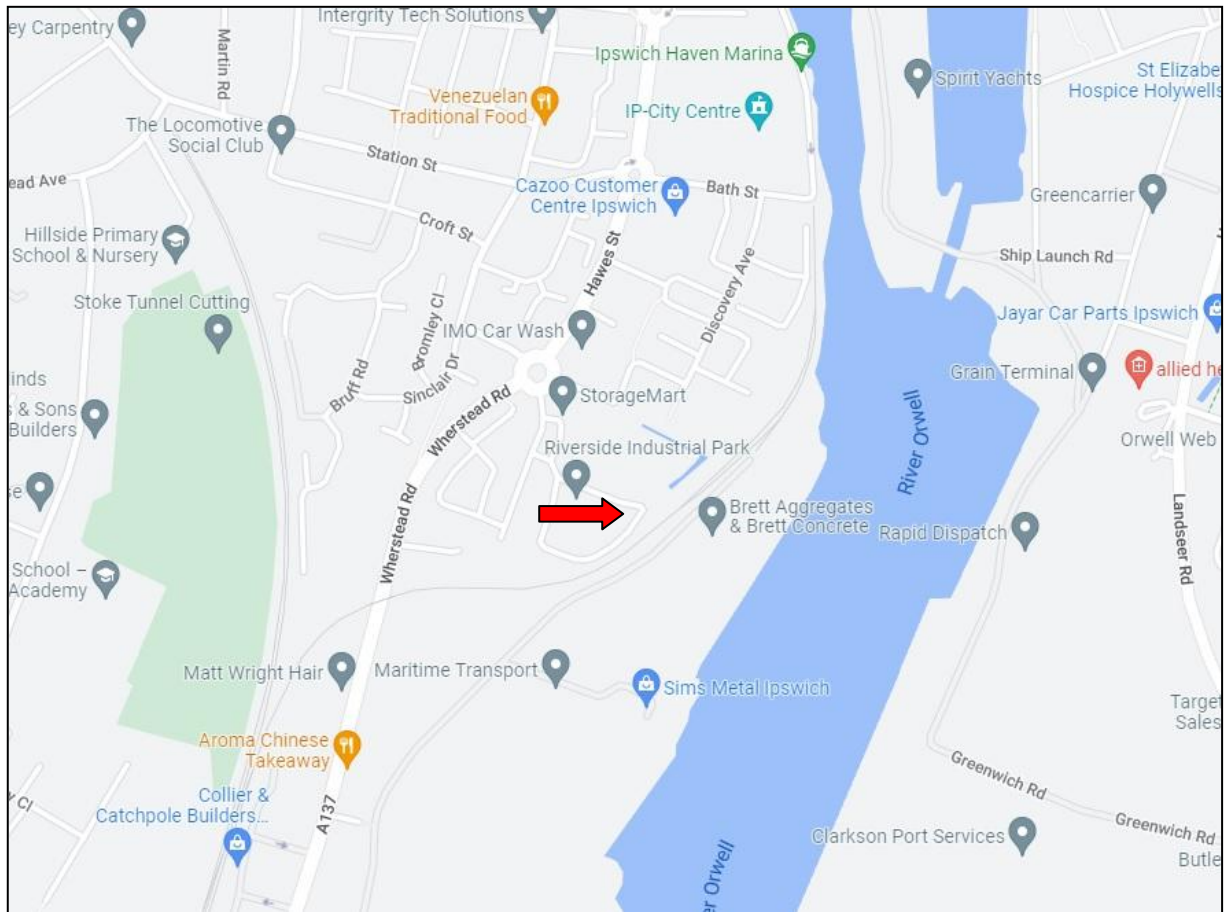 ey Carpentry
Martin Rd
Intergrity Tech Solutions
Ipswich Haven Marina
Spirit Yachts
St Elizabe
Hospice Holywells
Venezuelan
Traditional Food
IP-City Centre
The Locomotive
Social Club
Station St
ead Ave
Cazoo Customer
Centre Ipswich
Bath St
Greencarrier
Croft St
Hillside Primary
School & Nursery
Hawes St
Discovery Ave
Ship Launch Rd
Stoke Tunnel Cutting
Bromley Cl
IMO Car Wash
Jayar Car Parts Ipswich
Bruff Rd
Sinclair Dr
Grain Terminal
allied he
inds
s & Sons
Builders
StorageMart
Wherstead Rd
River Orwell
Orwell Web
Riverside Industrial Park
se
Brett Aggregates
& Brett Concrete
Rapid Dispatch
Landseer Rd
Wherstead Rd
School –
Academy
Matt Wright Hair
Maritime Transport
Sims Metal Ipswich
Target
Sales
Aroma Chinese
Takeaway
Greenwich Rd
Collier &
Catchpole Builders...
y Cl
A137
Clarkson Port Services
Greenwich Rd
Butle
er Orwell